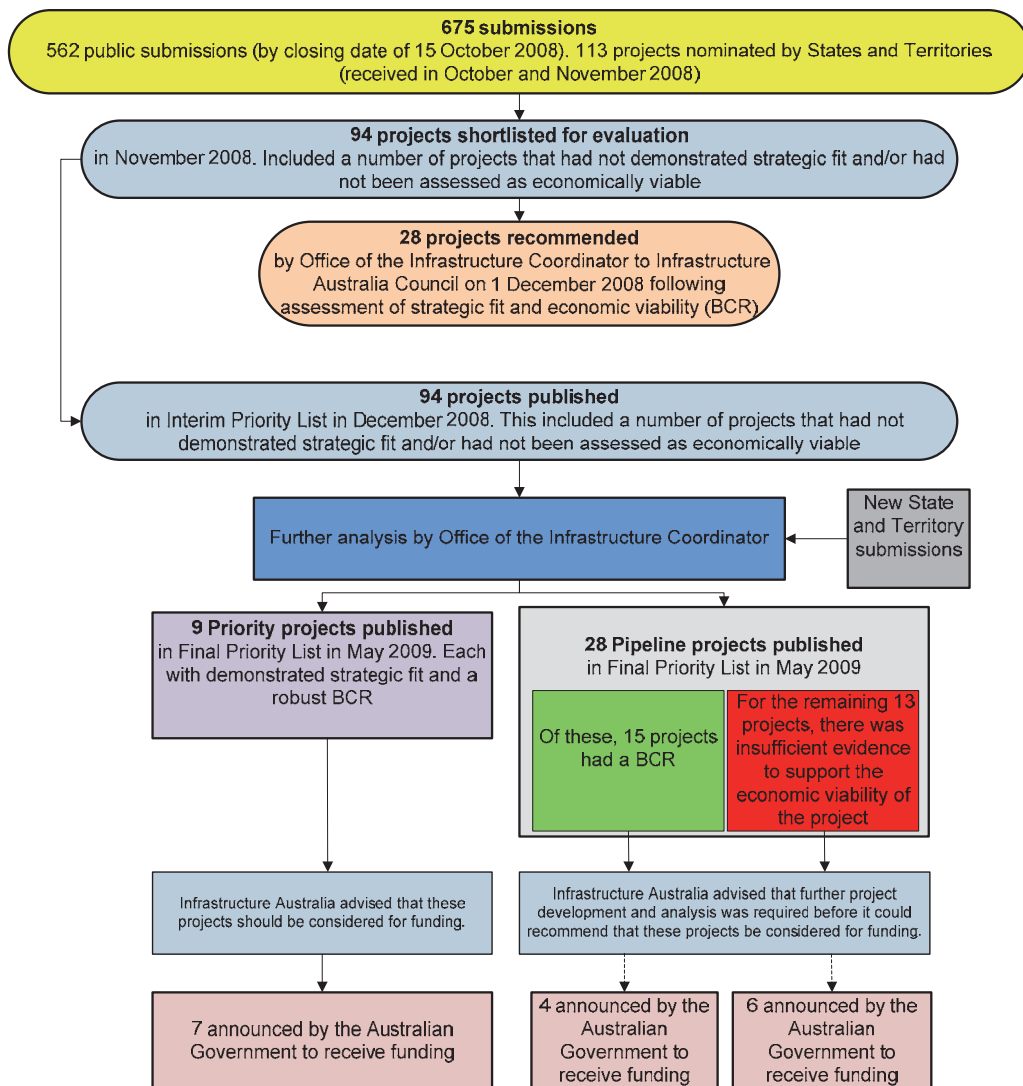 675 submissions
562 public submissions (by closing date of 15 October 2008). 113 projects nominated by States and Territories
(received in October and November 2008)
94 projects shortlisted for evaluation
in November 2008. Included a number of projects that had not demonstrated strategic fit and/or had
not been assessed as economically viable
28 projects recommended
by Office of the Infrastructure Coordinator to Infrastructure
Australia Council on 1 December 2008 following
assessment of strategic fit and economic viability (BCR)
94 projects published
in Interim Priority List in December 2008. This included a number of projects that had not
demonstrated strategic fit and/or had not been assessed as economically viable
Further analysis by Office of the Infrastructure Coordinator
New State
and Territory
submissions
9 Priority projects published
in Final Priority List in May 2009. Each
with demonstrated strategic fit and a
robust BCR
28 Pipeline projects published
in Final Priority List in May 2009
Of these, 15 projects
had a BCR
For the remaining 13
projects, there was
insufficient evidence
to support the
economic viability of
the project
Infrastructure Australia advised that these
projects should be considered for funding.
Infrastructure Australia advised that further project
development and analysis was required before it could
recommend that these projects be considered for funding.
7 announced by the Australian
Government to receive funding
4 announced by the
Australian
Government to
receive funding
6 announced by the
Australian
Government to
receive funding